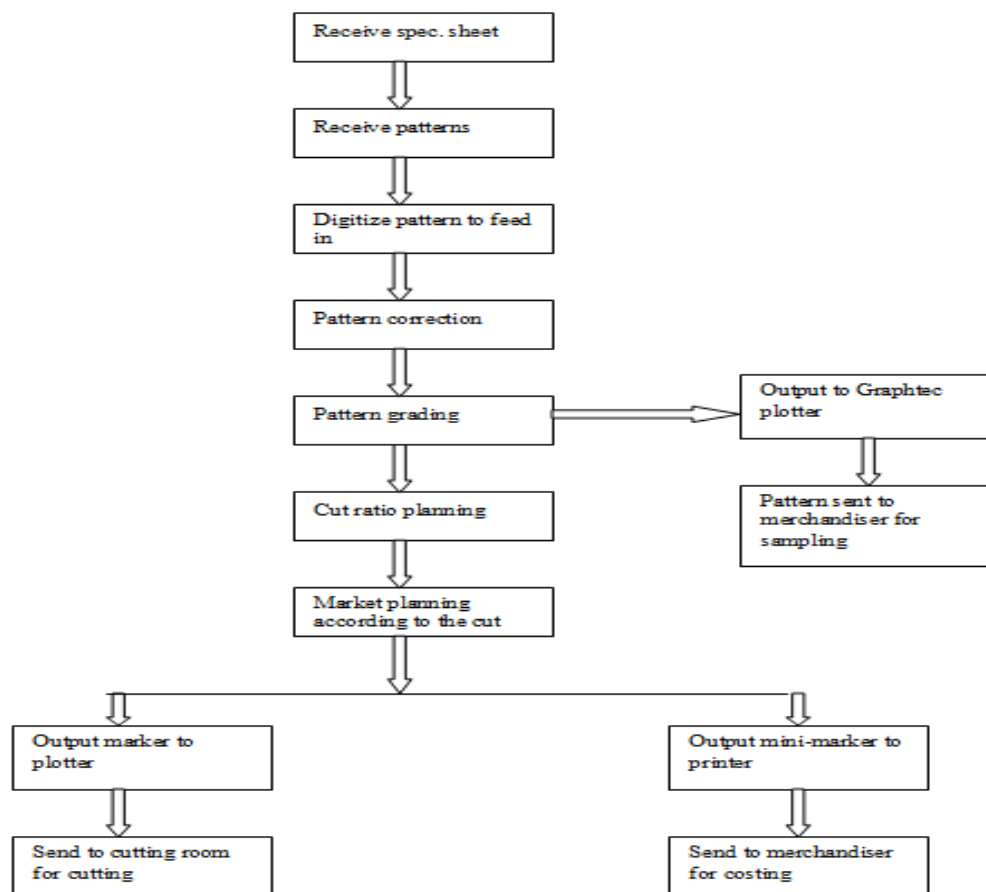 Receive spec. sheet
Receive patterns
Digitize pattern to feed
in
Pattern correction
Pattern grading
Output to Graphtec
plotter
Cut ratio planning
Pattern sent to
merchandiser for
sampling
Market planning
according to the cut
Output marker to
plotter
Output mini-marker to
printer
Send to cutting room
for cutting
Send to merchandiser
for costing